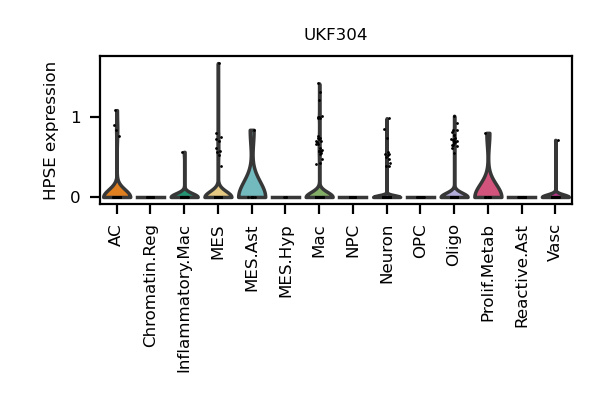 UKF304
HPSE expression
1
0
AC
Chromatin.Reg
Inflammatory.Mac
MES
MES.Ast
MES.Hyp
Mac
NPC
Neuron
OPC
Oligo
Prolif.Metab
Reactive.Ast
Vasc